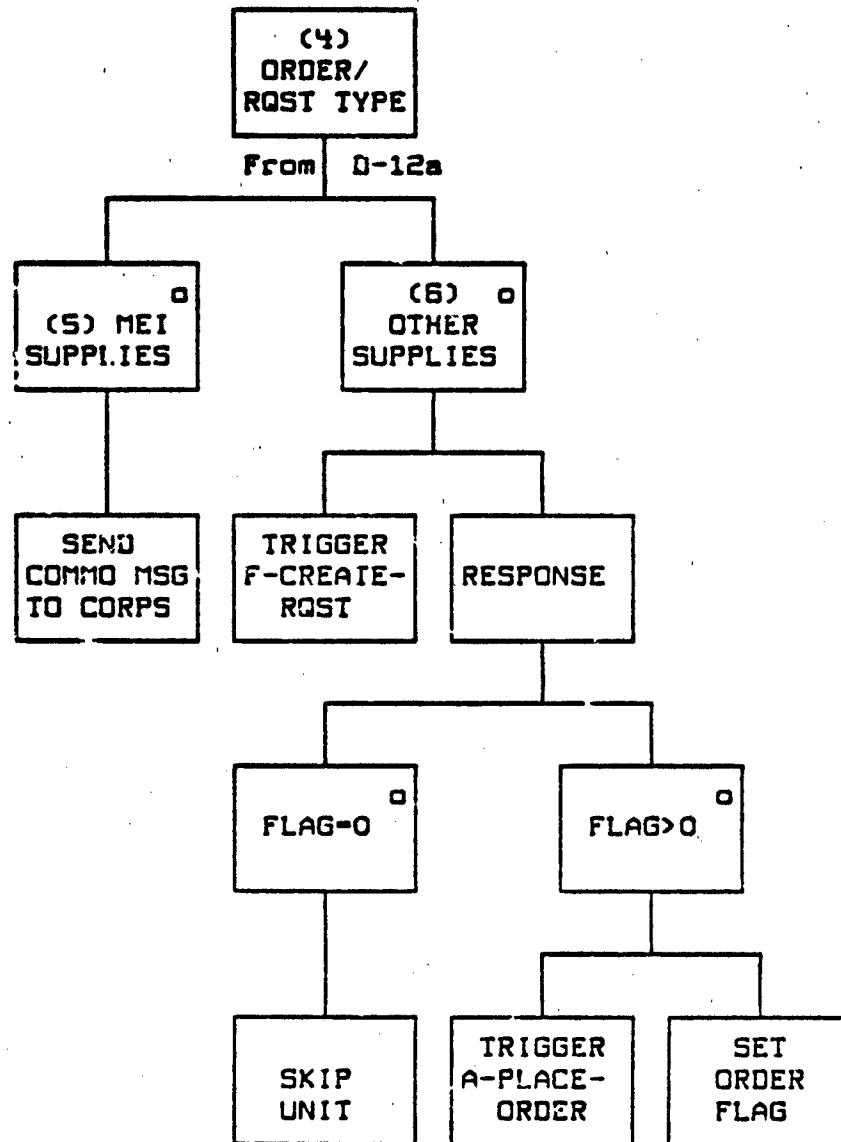 (4)
ORDER/
RQST TYPE
From D-12a
(5) MEI
SUPPLIES
(6)
OTHER
SUPPLIES
SEND
COMMO MSG
TO CORPS
TRIGGER
F-CREATE-
RQST
RESPONSE
FLAG=0
FLAG>0
SKIP
UNIT
TRIGGER
A-PLACE-
ORDER
SET
ORDER
FLAG